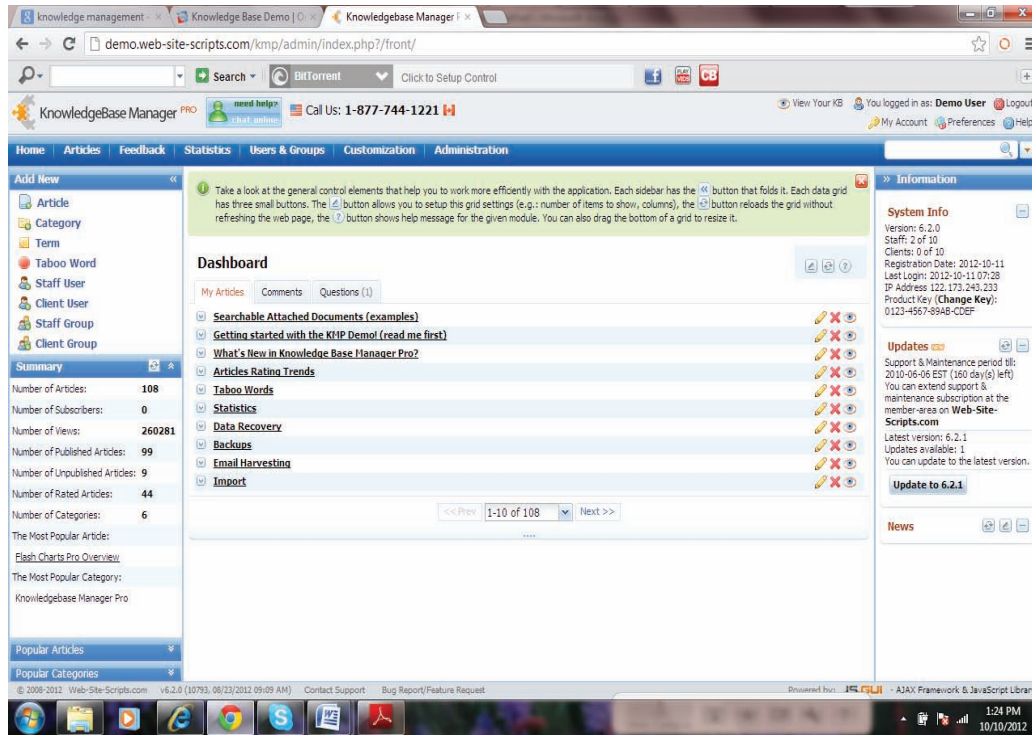 knowledge management -
Knowledge Base Demo | O
Knowledgebase Manager P
demo.web-site-scripts.com/kmp/admin/index.php?/front/
Search
BitTorrent
Click to Setup Control
PLAY VIDS
CB
KnowledgeBase Manager PRO
need help?
chat online
Call Us: 1-877-744-1221
View Your KB
You logged in as: Demo User
Logout
My Account
Preferences
Help
Home
Articles
Feedback
Statistics
Users & Groups
Customization
Administration
Add New
Article
Category
Term
Taboo Word
Staff User
Client User
Staff Group
Client Group
Summary
Number of Articles: 108
Number of Subscribers: 0
Number of Views: 260281
Number of Published Articles: 99
Number of Unpublished Articles: 9
Number of Rated Articles: 44
Number of Categories: 6
The Most Popular Article:
Flash Charts Pro Overview
The Most Popular Category:
Knowledgebase Manager Pro
Popular Articles
Popular Categories
Take a look at the general control elements that help you to work more efficiently with the application. Each sidebar has the « button that folds it. Each data grid
has three small buttons. The button allows you to setup this grid settings (e.g.: number of items to show, columns), the button reloads the grid without
refreshing the web page, the ? button shows help message for the given module. You can also drag the bottom of a grid to resize it.
Dashboard
My Articles
Comments
Questions (1)
Searchable Attached Documents (examples)
Getting started with the KMP Demo! (read me first)
What's New in Knowledge Base Manager Pro?
Articles Rating Trends
Taboo Words
Statistics
Data Recovery
Backups
Email Harvesting
Import
<< Prev
1-10 of 108
Next >>
» Information
System Info
Version: 6.2.0
Staff: 2 of 10
Clients: 0 of 10
Registration Date: 2012-10-11
Last Login: 2012-10-11 07:28
IP Address 122.173.243.233
Product Key (Change Key):
0123-4567-89AB-CDEF
Updates
Support & Maintenance period till:
2010-06-06 EST (160 day(s) left)
You can extend support &
maintenance subscription at the
member-area on Web-Site-
Scripts.com
Latest version: 6.2.1
Updates available: 1
You can update to the latest version.
Update to 6.2.1
News
© 2008-2012 Web-Site-Scripts.com v6.2.0 (10793, 08/23/2012 09:09 AM) Contact Support Bug Report/Feature Request
Powered by: JS GUI - AJAX Framework & JavaScript Librar
1:24 PM
10/10/2012